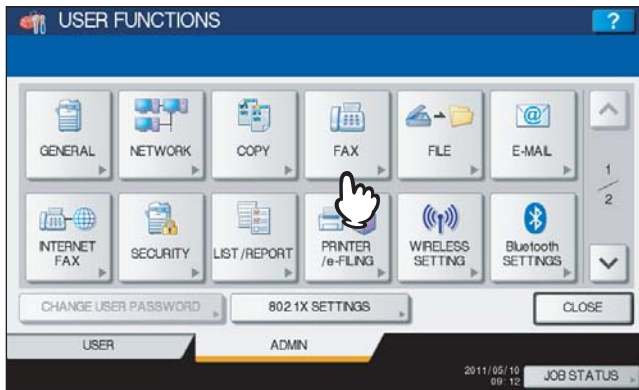 USER FUNCTIONS
?
GENERAL
NETWORK
COPY
FAX
FILE
E-MAIL
1
2
INTERNET
FAX
SECURITY
LIST/REPORT
PRINTER
/e-FILING
WIRELESS
SETTING
Bluetooth
SETTINGS
CHANGE USER PASSWORD
802.1X SETTINGS
CLOSE
USER
ADMIN
2011/05/10
09:12
JOB STATUS